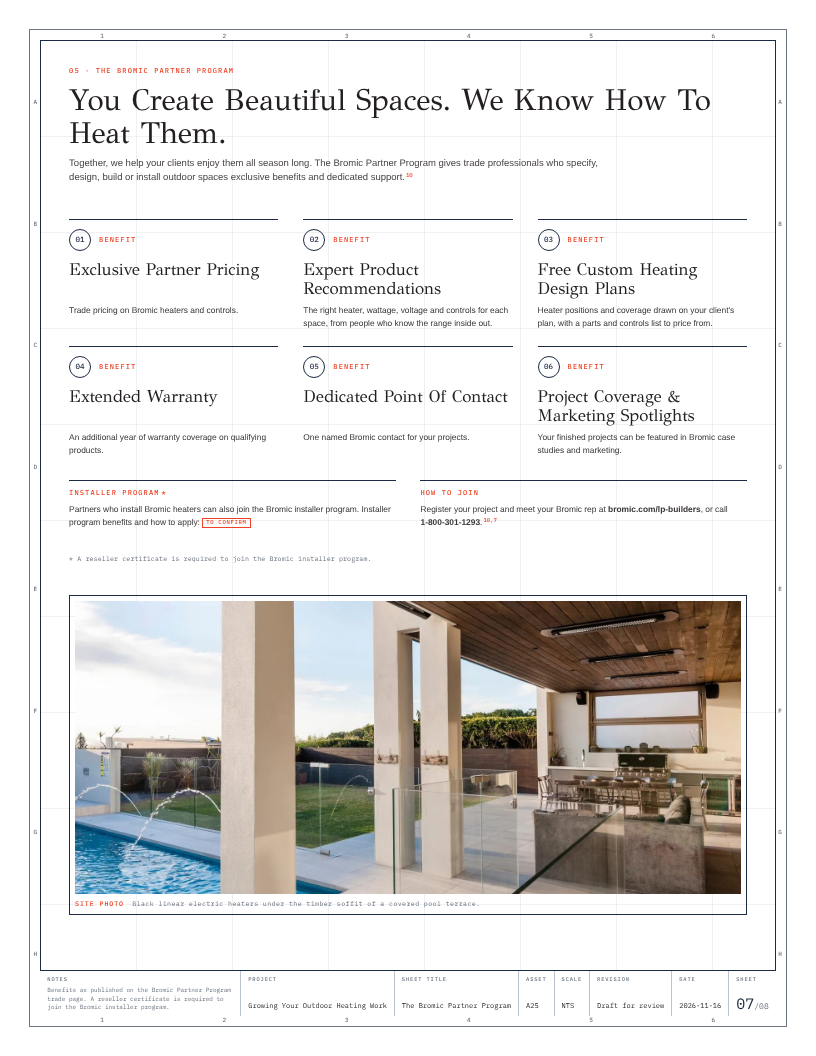 1 2 3 4 5 6
05 · THE BROMIC PARTNER PROGRAM
You Create Beautiful Spaces. We Know How To
Heat Them.
Together, we help your clients enjoy them all season long. The Bromic Partner Program gives trade professionals who specify,
design, build or install outdoor spaces exclusive benefits and dedicated support. 10
01 BENEFIT
Exclusive Partner Pricing
Trade pricing on Bromic heaters and controls.
02 BENEFIT
Expert Product
Recommendations
The right heater, wattage, voltage and controls for each
space, from people who know the range inside out.
03 BENEFIT
Free Custom Heating
Design Plans
Heater positions and coverage drawn on your client's
plan, with a parts and controls list to price from.
04 BENEFIT
Extended Warranty
An additional year of warranty coverage on qualifying
products.
05 BENEFIT
Dedicated Point Of Contact
One named Bromic contact for your projects.
06 BENEFIT
Project Coverage &
Marketing Spotlights
Your finished projects can be featured in Bromic case
studies and marketing.
INSTALLER PROGRAM *
Partners who install Bromic heaters can also join the Bromic installer program. Installer
program benefits and how to apply: TO CONFIRM
HOW TO JOIN
Register your project and meet your Bromic rep at bromic.com/lp-builders, or call
1-800-301-1293. 10,7
* A reseller certificate is required to join the Bromic installer program.
SITE PHOTO Black linear electric heaters under the timber soffit of a covered pool terrace.
A A
B B
C C
D D
E E
F F
G G
H H
NOTES
Benefits as published on the Bromic Partner Program
trade page. A reseller certificate is required to
join the Bromic installer program.
PROJECT
Growing Your Outdoor Heating Work
SHEET TITLE
The Bromic Partner Program
ASSET
A25
SCALE
NTS
REVISION
Draft for review
DATE
2026-11-16
SHEET
07/08
1 2 3 4 5 6